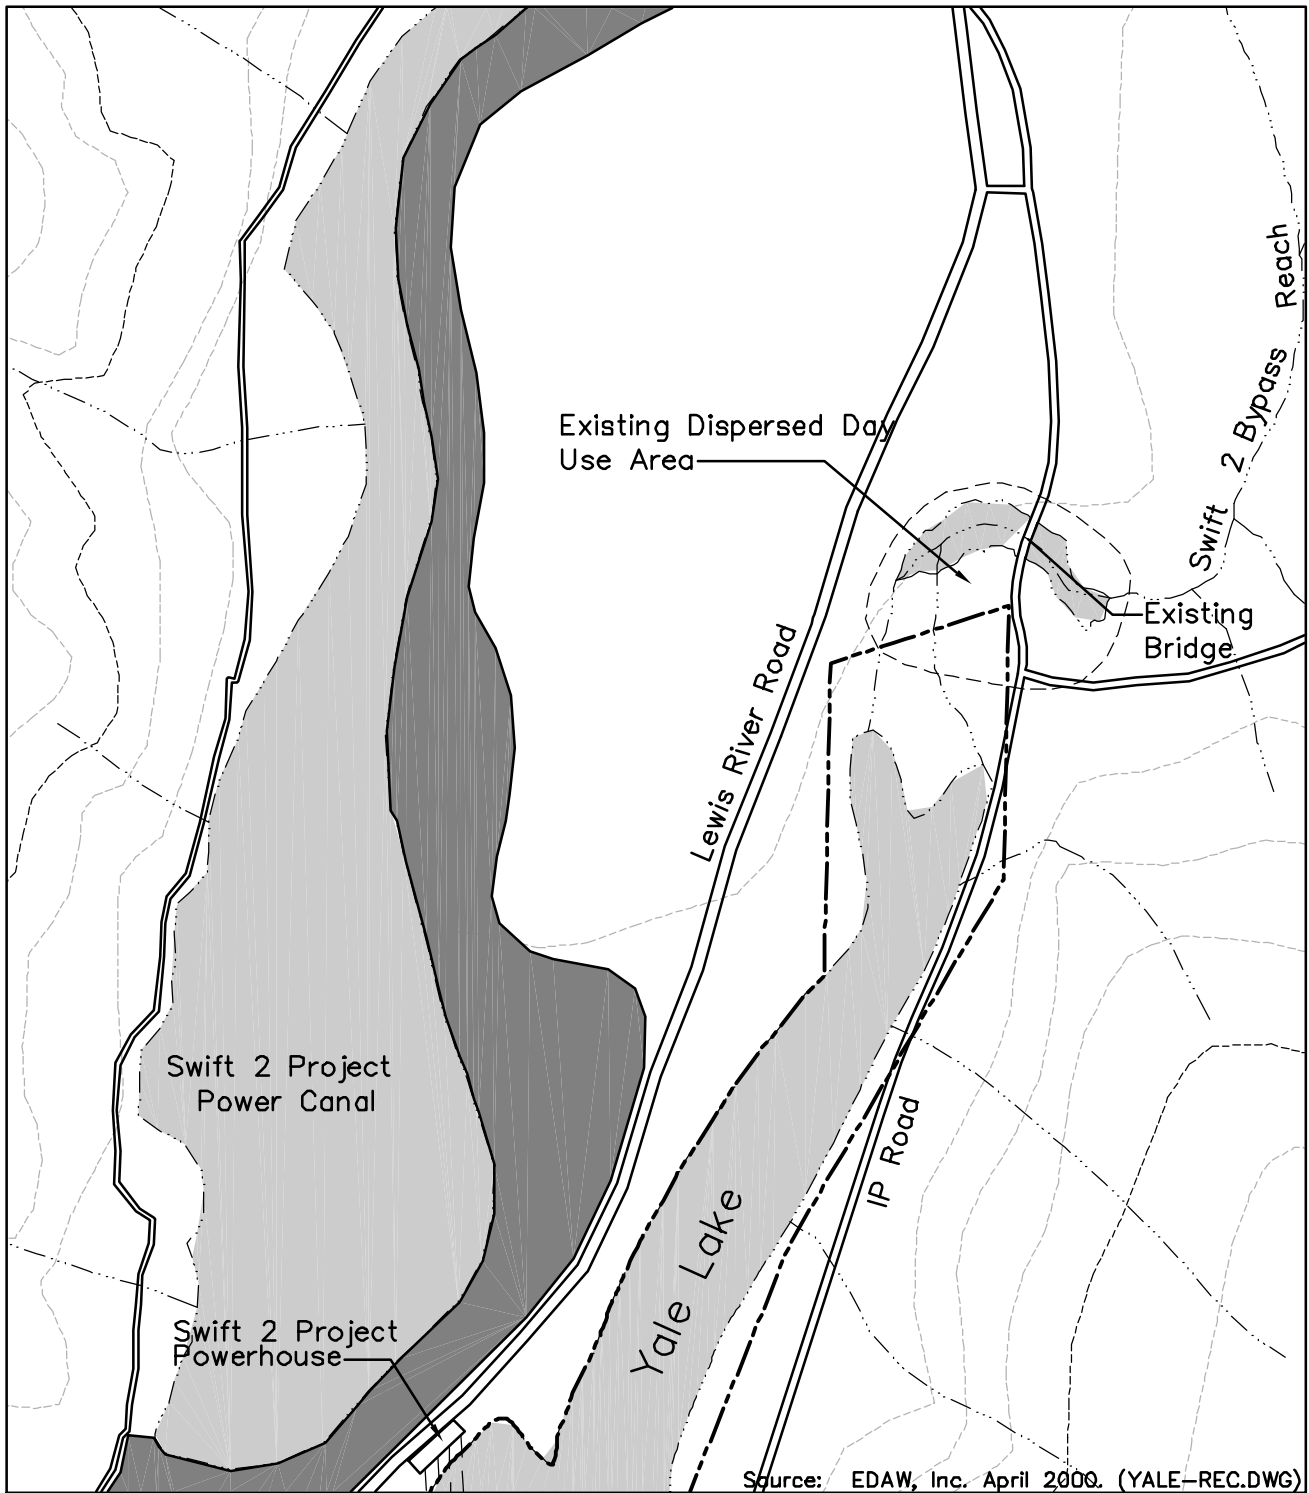 Swift 2 Bypass Reach
Existing Dispersed Day
Use Area
Existing
Bridge
Lewis River Road
Swift 2 Project
Power Canal
IP Road
Yale Lake
Swift 2 Project
Powerhouse
Source: EDAW, Inc. April 2000. (YALE-REC.DWG)